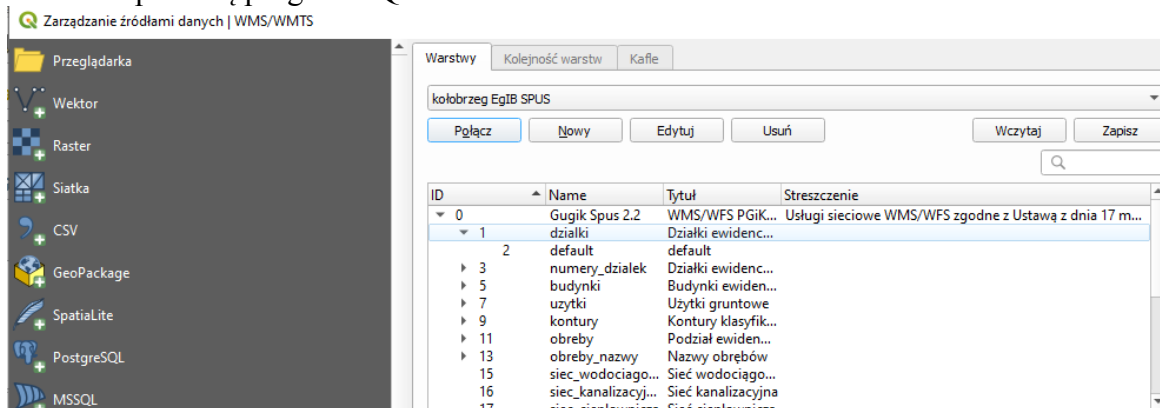 Zarządzanie źródłami danych | WMS/WMTS
Przeglądarka
Wektor
Raster
Siatka
CSV
GeoPackage
SpatiaLite
PostgreSQL
MSSQL
Warstwy Kolejność warstw Kafle
kołobrzeg EgIB SPUS
Połącz Nowy Edytuj Usuń Wczytaj Zapisz
ID Name Tytuł Streszczenie
0 Gugik Spus 2.2 WMS/WFS PGiK... Usługi sieciowe WMS/WFS zgodne z Ustawą z dnia 17 m...
1 dzialki Działki ewidenc...
2 default default
3 numery_dzialek Działki ewidenc...
5 budynki Budynki ewiden...
7 uzytki Użytki gruntowe
9 kontury Kontury klasyfik...
11 obreby Podział ewiden...
13 obreby_nazwy Nazwy obrębów
15 siec_wodociago... Sieć wodociągo...
16 siec_kanalizacyj... Sieć kanalizacyjna
17